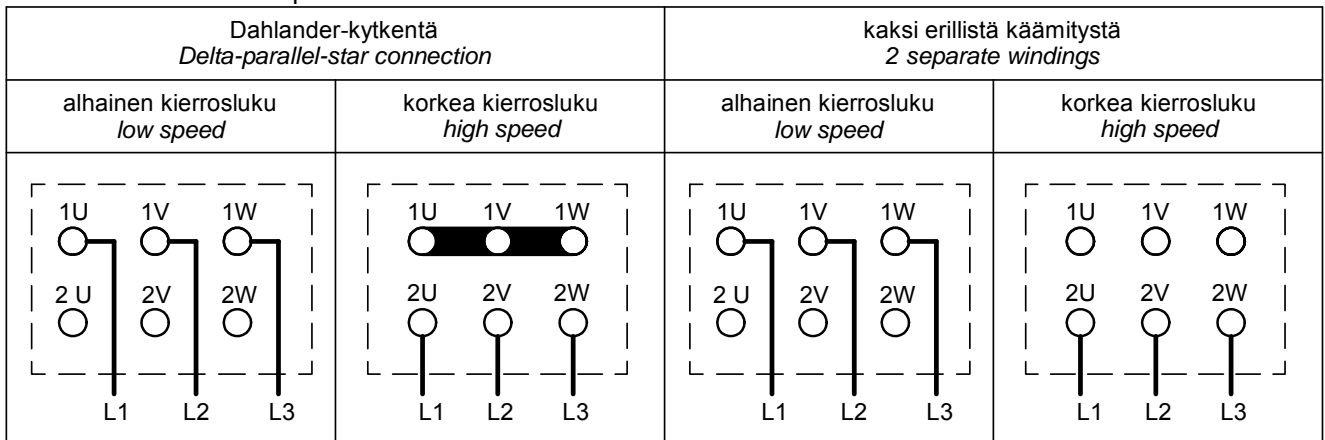 Dahlander-kytkentä
Delta-parallel-star connection
kaksi erillistä käämitystä
2 separate windings
alhainen kierrosluku
low speed
korkea kierrosluku
high speed
alhainen kierrosluku
low speed
korkea kierrosluku
high speed
1U 1V 1W
2 U 2V 2W
L1 L2 L3
1U 1V 1W
2U 2V 2W
L1 L2 L3
1U 1V 1W
2 U 2V 2W
L1 L2 L3
1U 1V 1W
2U 2V 2W
L1 L2 L3